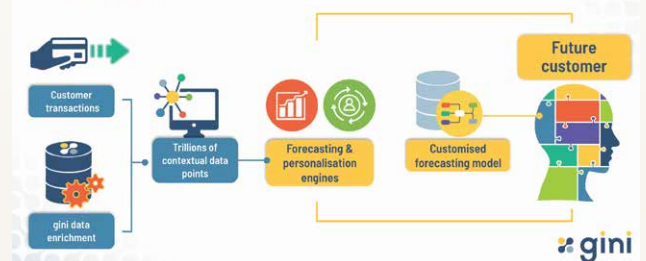 Customer
transactions
gini data
enrichment
Trillions of
contextual data
points
Forecasting &
personalisation
engines
Customised
forecasting model
Future
customer
gini